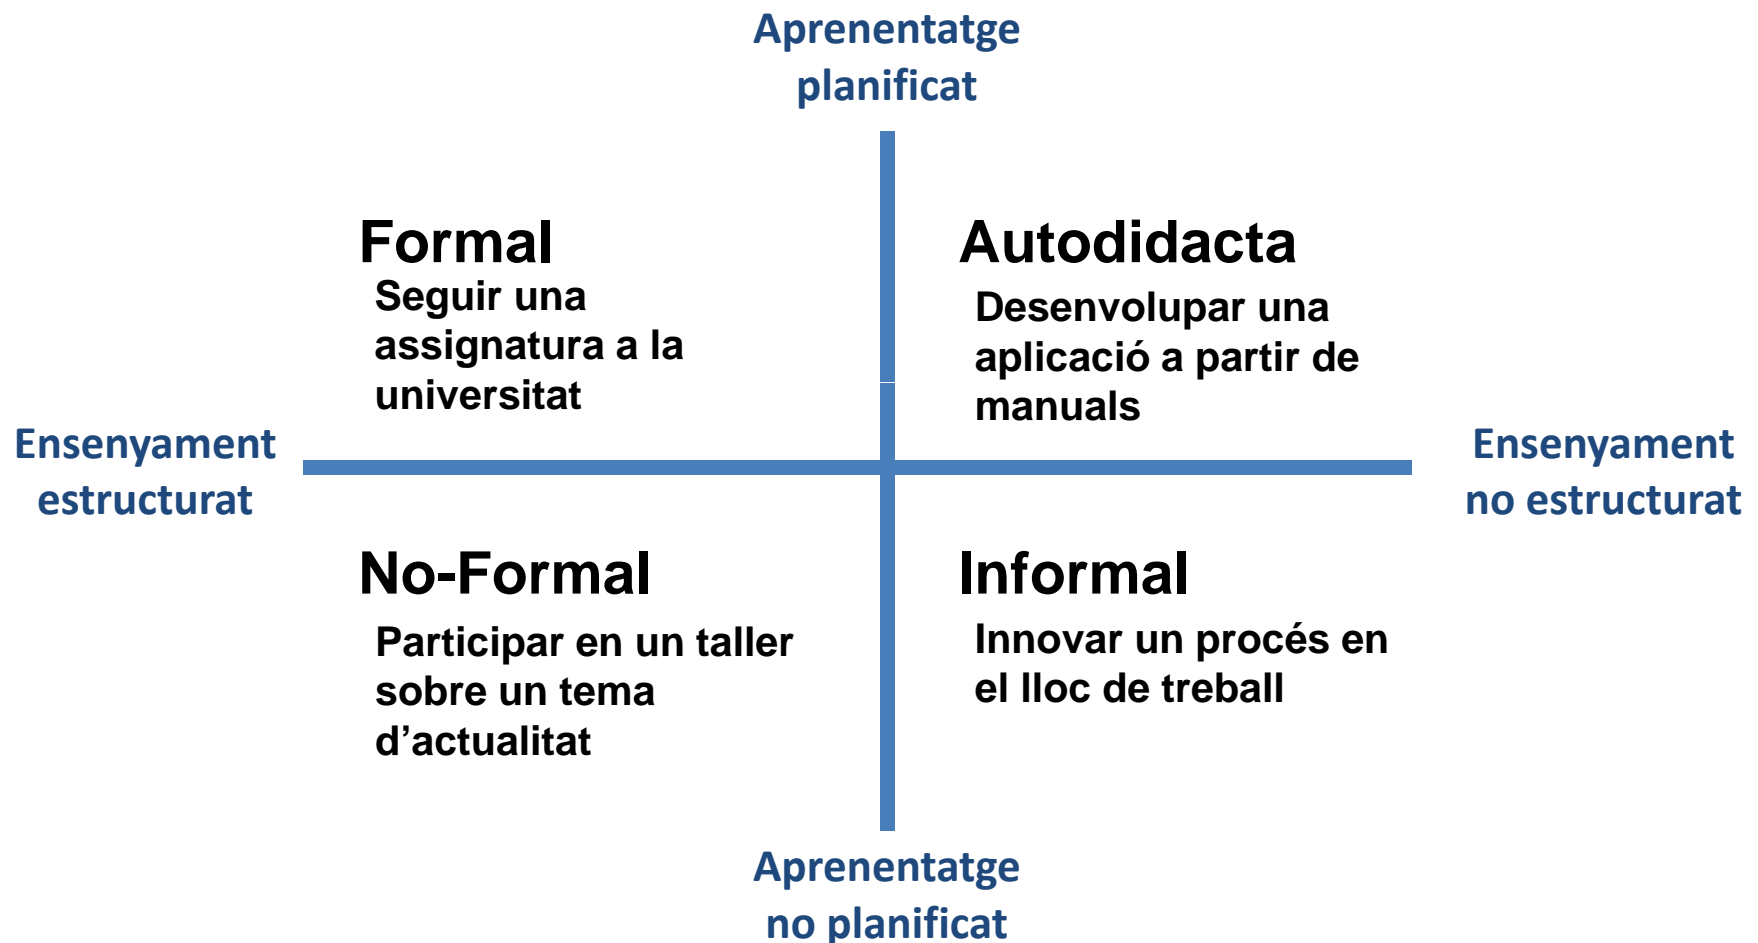 Aprenentatge
planificat
Formal
Seguir una
assignatura a la
universitat
Autodidacta
Desenvolupar una
aplicació a partir de
manuals
Ensenyament
estructurat
Ensenyament
no estructurat
No-Formal
Participar en un taller
sobre un tema
d’actualitat
Informal
Innovar un procés en
el lloc de treball
Aprenentatge
no planificat